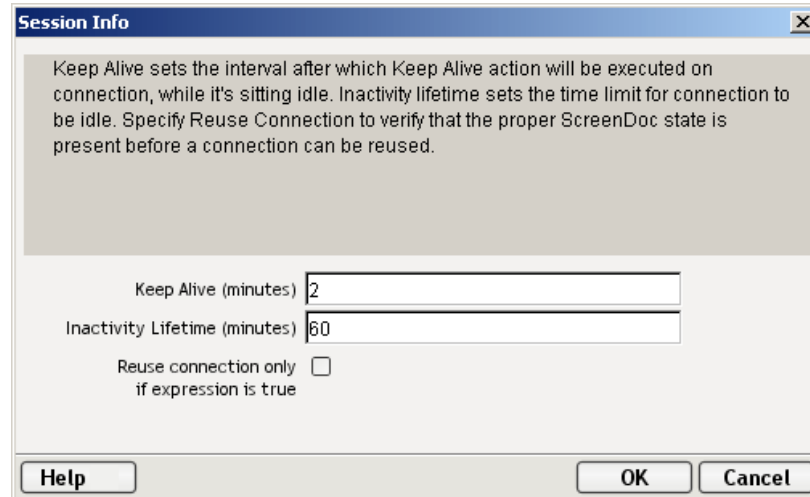 Session Info
Keep Alive sets the interval after which Keep Alive action will be executed on
connection, while it's sitting idle. Inactivity lifetime sets the time limit for connection to
be idle. Specify Reuse Connection to verify that the proper ScreenDoc state is
present before a connection can be reused.
Keep Alive (minutes) 2
Inactivity Lifetime (minutes) 60
Reuse connection only
if expression is true
Help OK Cancel